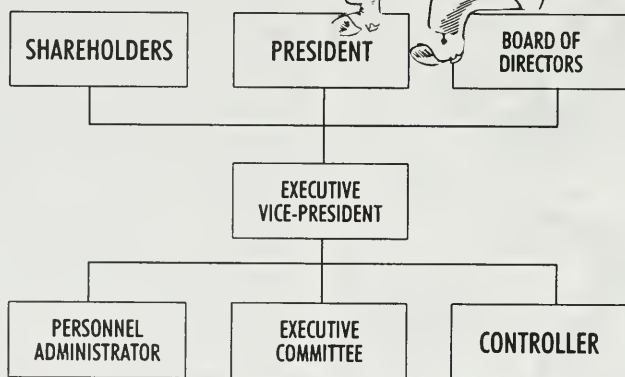 SHAREHOLDERS
PRESIDENT
BOARD OF
DIRECTORS
EXECUTIVE
VICE-PRESIDENT
PERSONNEL
ADMINISTRATOR
EXECUTIVE
COMMITTEE
CONTROLLER